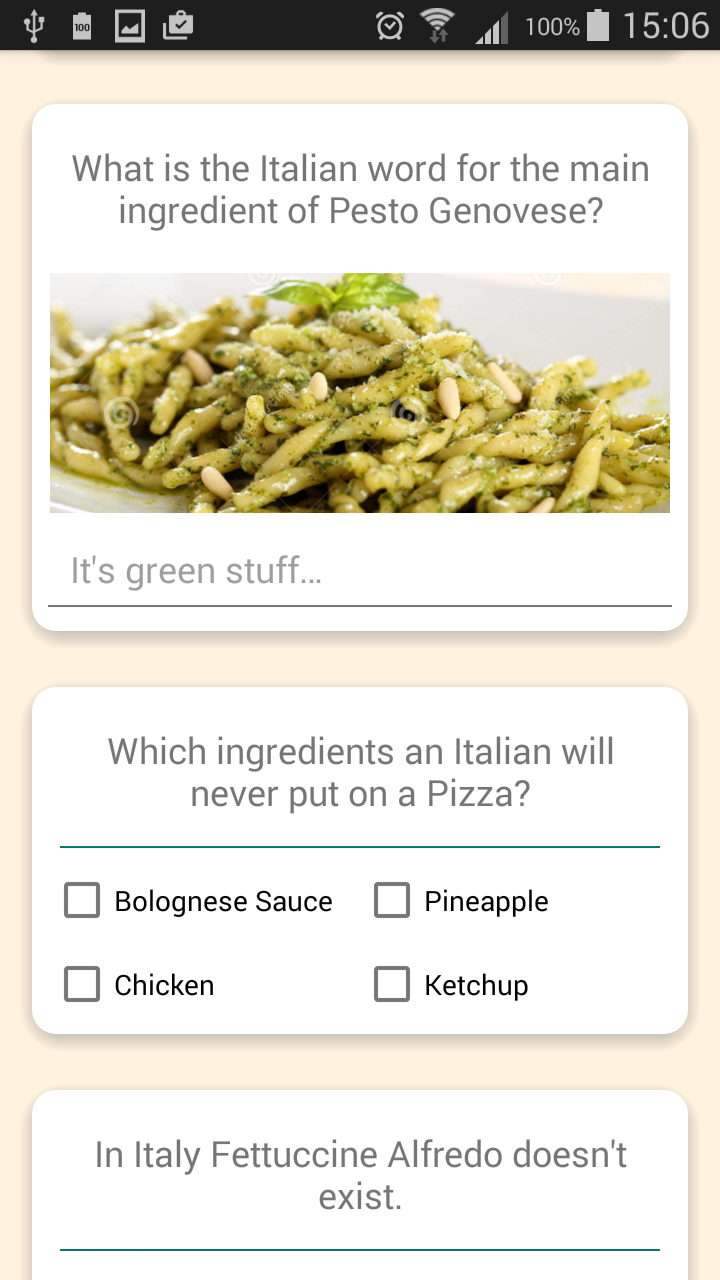 100 100% 15:06
What is the Italian word for the main
ingredient of Pesto Genovese?
It's green stuff...
Which ingredients an Italian will
never put on a Pizza?
Bolognese Sauce Pineapple
Chicken Ketchup
In Italy Fettuccine Alfredo doesn't
exist.